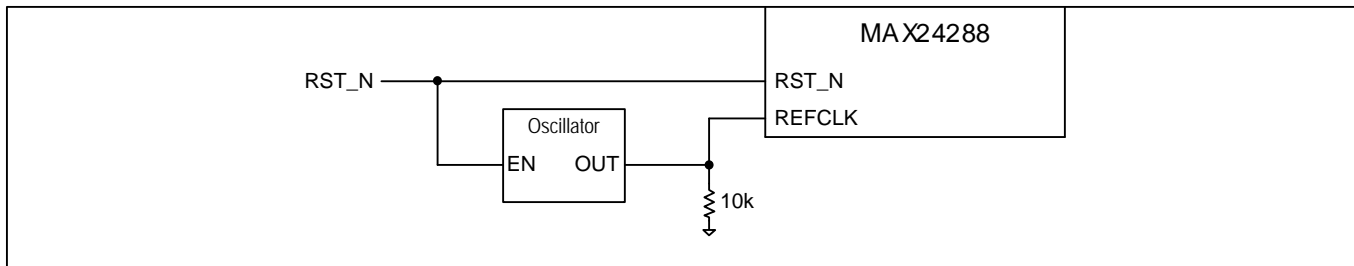 MAX24288
RST_N
RST_N
REFCLK
Oscillator
EN
OUT
10k